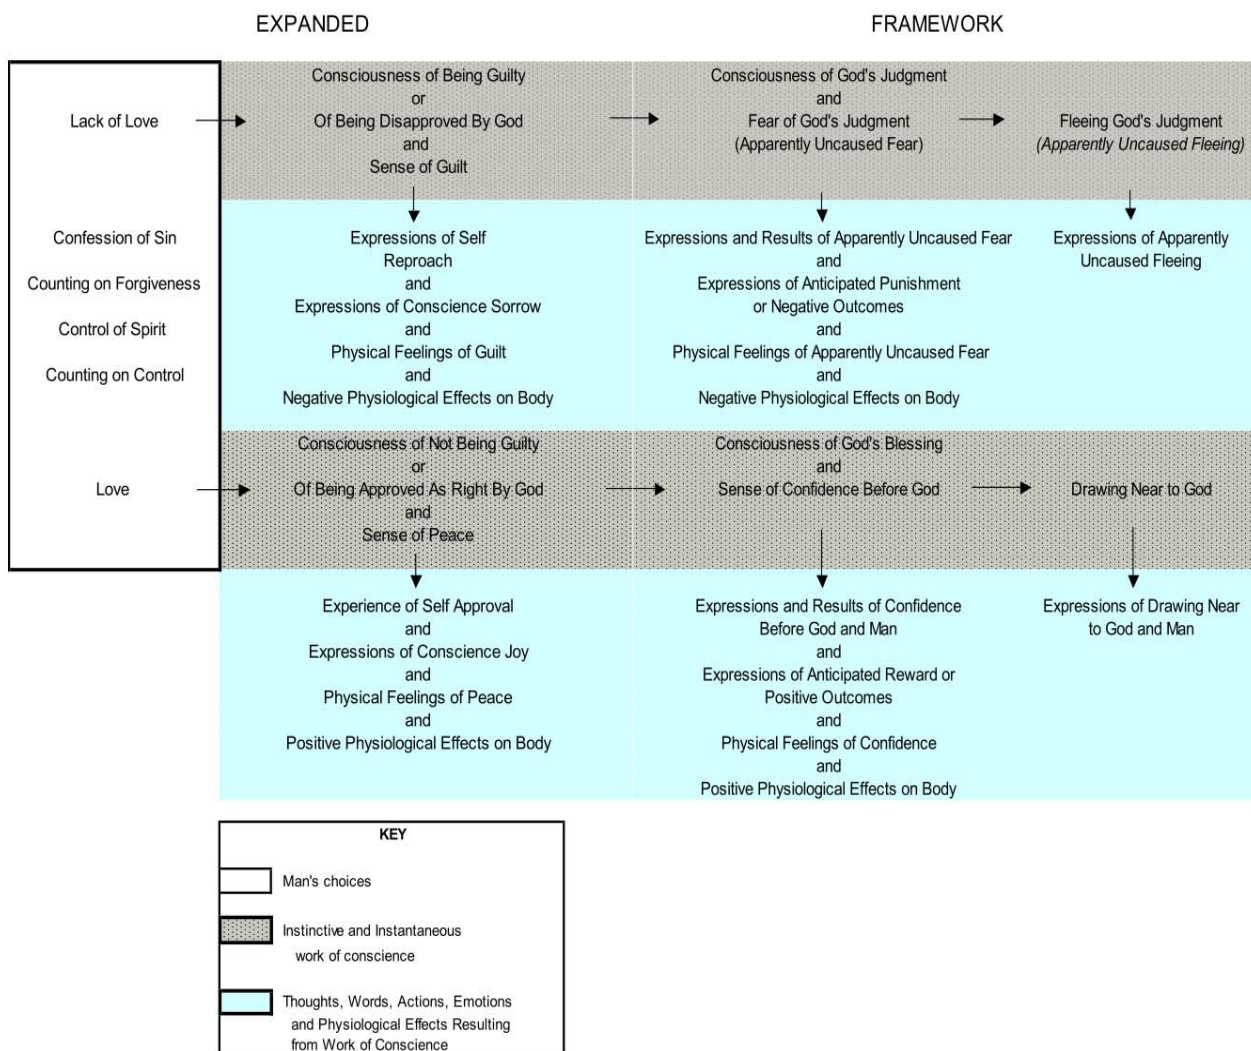 EXPANDED
FRAMEWORK
Lack of Love
Consciousness of Being Guilty
or
Of Being Disapproved By God
and
Sense of Guilt
Consciousness of God's Judgment
and
Fear of God's Judgment
(Apparently Uncaused Fear)
Fleeing God's Judgment
(Apparently Uncaused Fleeing)
Confession of Sin
Counting on Forgiveness
Control of Spirit
Counting on Control
Expressions of Self
Reproach
and
Expressions of Conscience Sorrow
and
Physical Feelings of Guilt
and
Negative Physiological Effects on Body
Expressions and Results of Apparently Uncaused Fear
and
Expressions of Anticipated Punishment
or Negative Outcomes
and
Physical Feelings of Apparently Uncaused Fear
and
Negative Physiological Effects on Body
Expressions of Apparently
Uncaused Fleeing
Love
Consciousness of Not Being Guilty
or
Of Being Approved As Right By God
and
Sense of Peace
Consciousness of God's Blessing
and
Sense of Confidence Before God
Drawing Near to God
Experience of Self Approval
and
Expressions of Conscience Joy
and
Physical Feelings of Peace
and
Positive Physiological Effects on Body
Expressions and Results of Confidence
Before God and Man
and
Expressions of Anticipated Reward or
Positive Outcomes
and
Physical Feelings of Confidence
and
Positive Physiological Effects on Body
Expressions of Drawing Near
to God and Man
KEY
Man's choices
Instinctive and Instantaneous
work of conscience
Thoughts, Words, Actions, Emotions
and Physiological Effects Resulting
from Work of Conscience